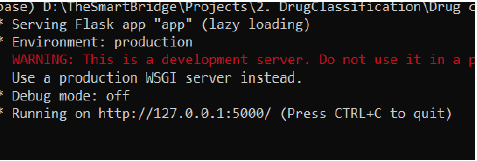 base) D:\TheSmartBridge\Projects\2. DrugClassification\Drug c
* Serving Flask app "app" (lazy loading)
* Environment: production
WARNING: This is a development server. Do not use it in a p
Use a production WSGI server instead.
* Debug mode: off
* Running on http://127.0.0.1:5000/ (Press CTRL+C to quit)